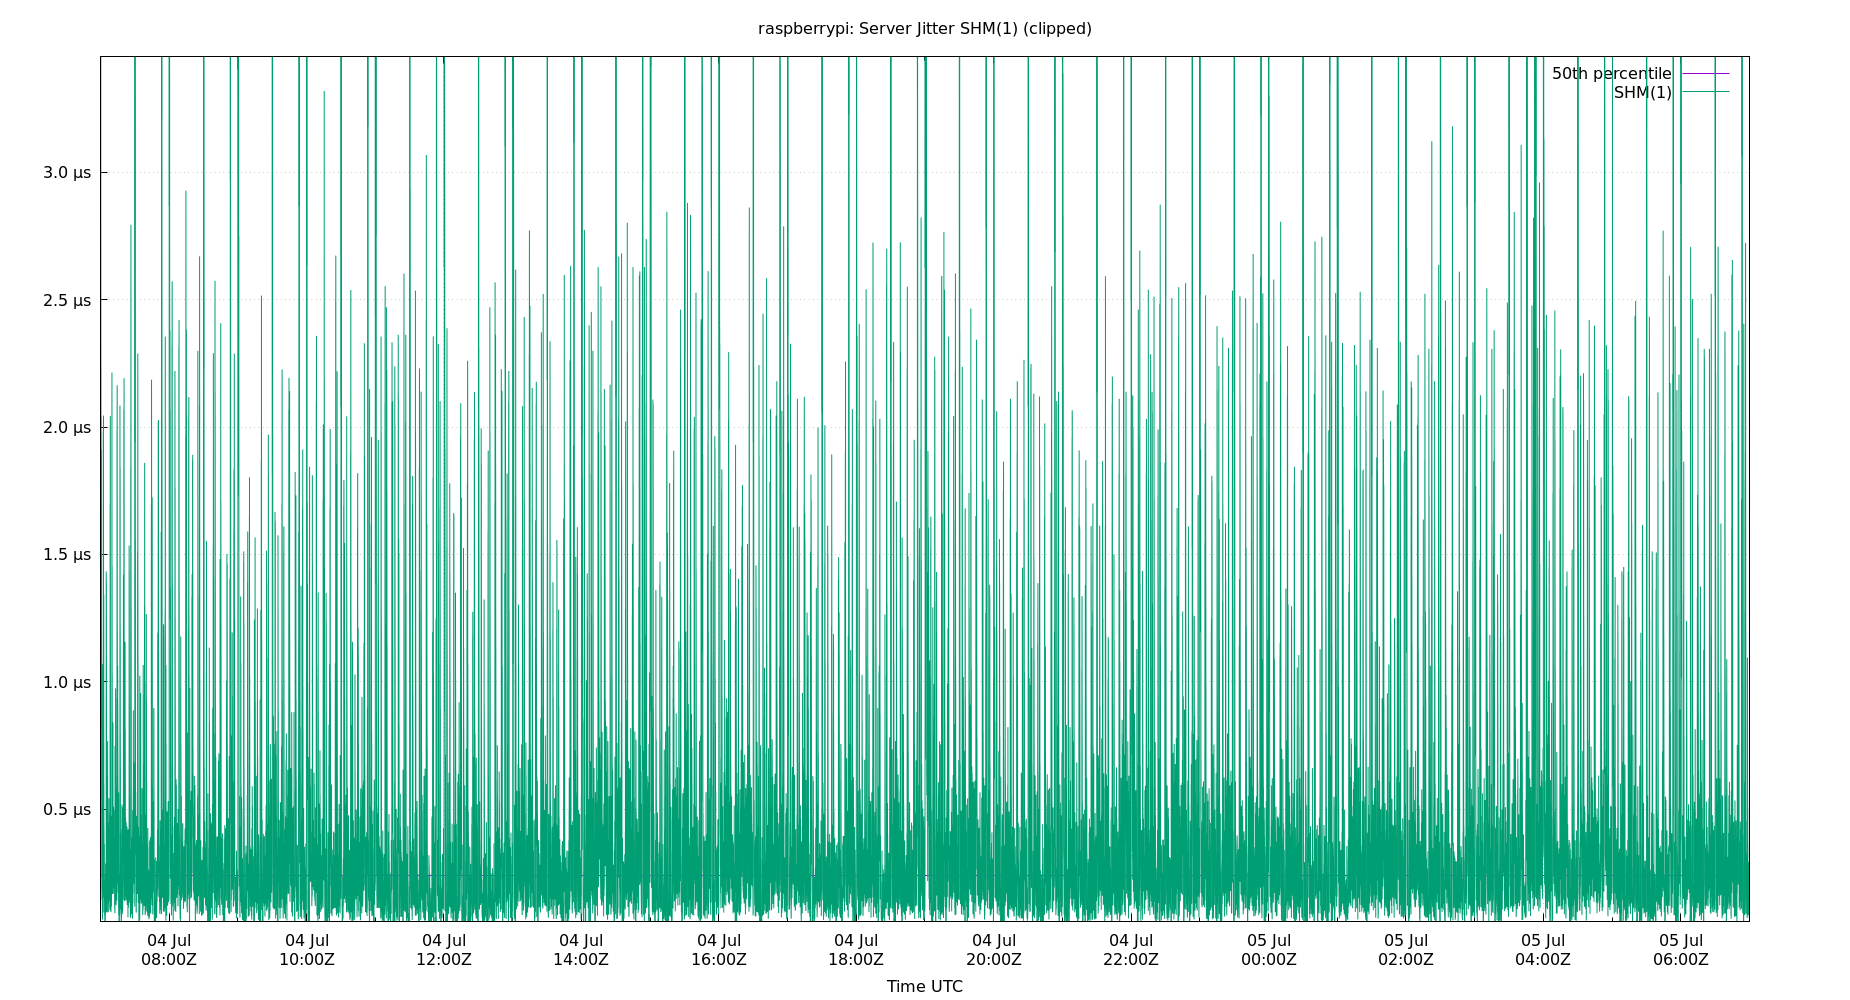 raspberrypi: Server Jitter SHM(1) (clipped)
50th percentile
SHM(1)
3.0 µs
2.5 µs
2.0 µs
1.5 µs
1.0 µs
0.5 µs
04 Jul 04 Jul 04 Jul 04 Jul 04 Jul 04 Jul 04 Jul 04 Jul 05 Jul 05 Jul 05 Jul 05 Jul
08:00Z 10:00Z 12:00Z 14:00Z 16:00Z 18:00Z 20:00Z 22:00Z 00:00Z 02:00Z 04:00Z 06:00Z
Time UTC